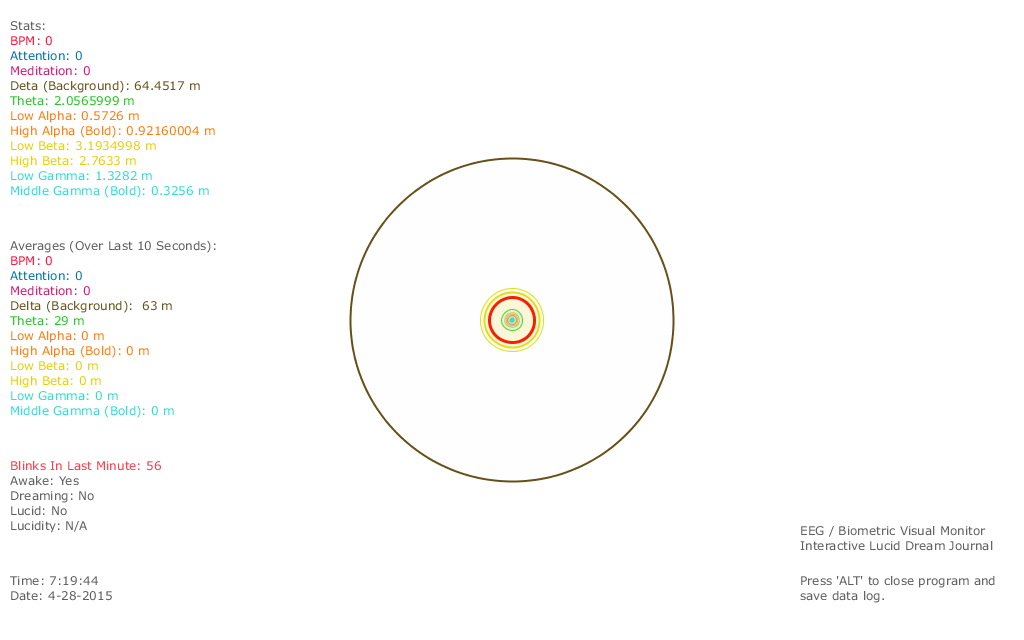 Stats:
BPM: 0
Attention: 0
Meditation: 0
Deta (Background): 64.4517 m
Theta: 2.0565999 m
Low Alpha: 0.5726 m
High Alpha (Bold): 0.92160004 m
Low Beta: 3.1934998 m
High Beta: 2.7633 m
Low Gamma: 1.3282 m
Middle Gamma (Bold): 0.3256 m
Averages (Over Last 10 Seconds):
BPM: 0
Attention: 0
Meditation: 0
Delta (Background):  63 m
Theta: 29 m
Low Alpha: 0 m
High Alpha (Bold): 0 m
Low Beta: 0 m
High Beta: 0 m
Low Gamma: 0 m
Middle Gamma (Bold): 0 m
Blinks In Last Minute: 56
Awake: Yes
Dreaming: No
Lucid: No
Lucidity: N/A
Time: 7:19:44
Date: 4-28-2015
EEG / Biometric Visual Monitor
Interactive Lucid Dream Journal
Press 'ALT' to close program and
save data log.